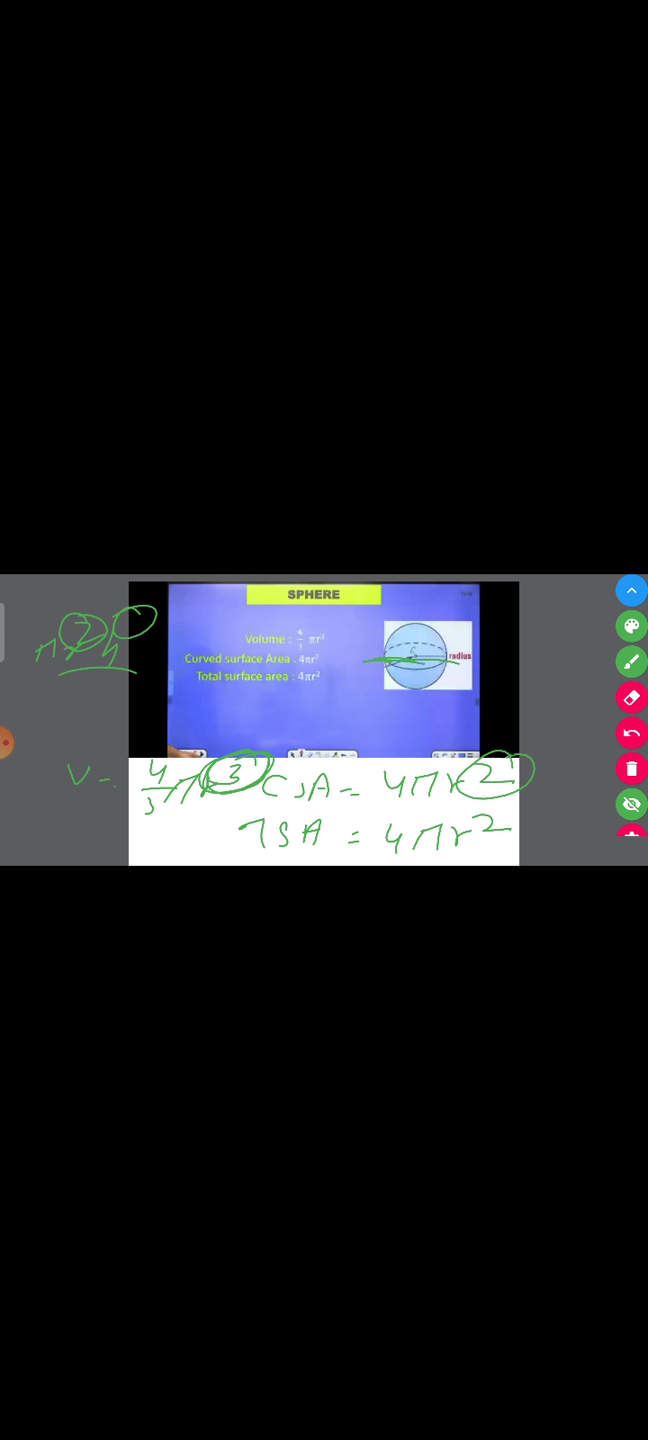 SPHERE
Volume : 4/3 πr³
Curved surface Area : 4πr²
Total surface area : 4πr²
radius
πr²h
V = 4/3 πr³ CSA = 4πr²
TSA = 4πr²